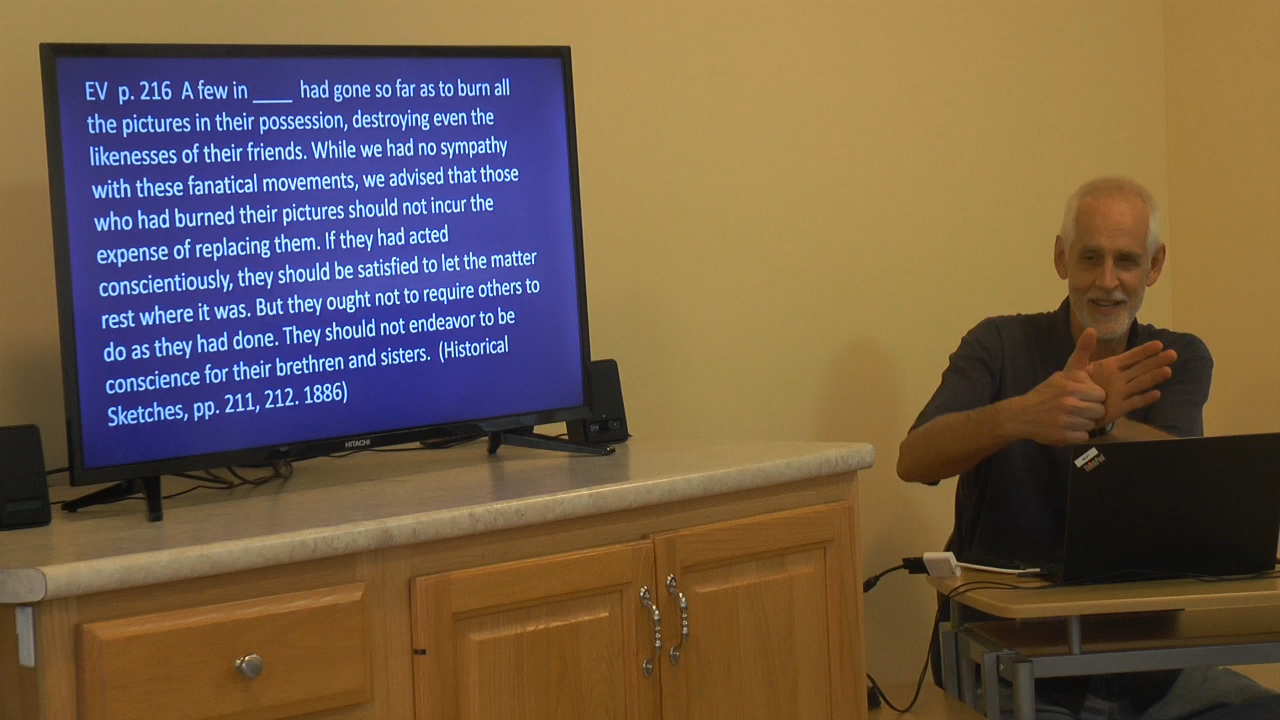 EV p. 216 A few in ____ had gone so far as to burn all
the pictures in their possession, destroying even the
likenesses of their friends. While we had no sympathy
with these fanatical movements, we advised that those
who had burned their pictures should not incur the
expense of replacing them. If they had acted
conscientiously, they should be satisfied to let the matter
rest where it was. But they ought not to require others to
do as they had done. They should not endeavor to be
conscience for their brethren and sisters. (Historical
Sketches, pp. 211, 212. 1886)
HITACHI
ThinkPad